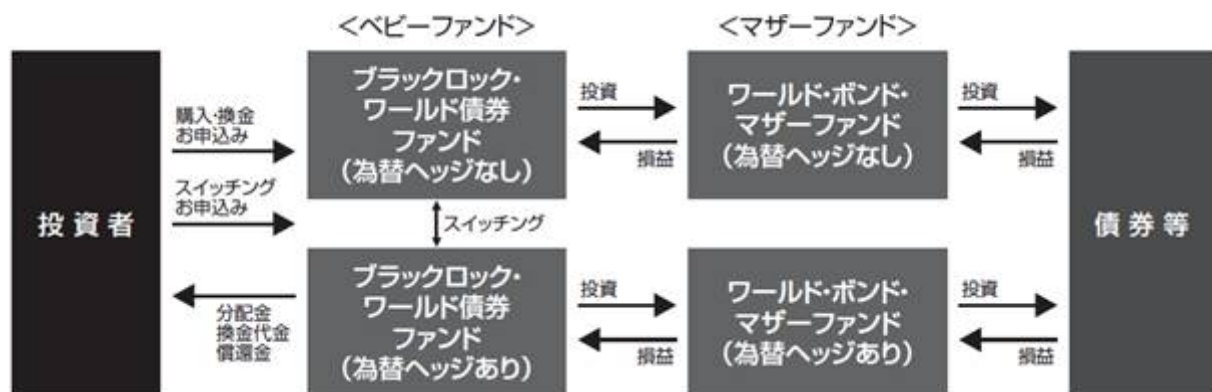 ＜ベビーファンド＞
＜マザーファンド＞
投資者
購入・換金
お申込み
スイッチング
お申込み
分配金
換金代金
償還金
ブラックロック・
ワールド債券
ファンド
（為替ヘッジなし）
スイッチング
ブラックロック・
ワールド債券
ファンド
（為替ヘッジあり）
投資
損益
投資
損益
ワールド・ボンド・
マザーファンド
（為替ヘッジなし）
ワールド・ボンド・
マザーファンド
（為替ヘッジあり）
投資
損益
投資
損益
債券等